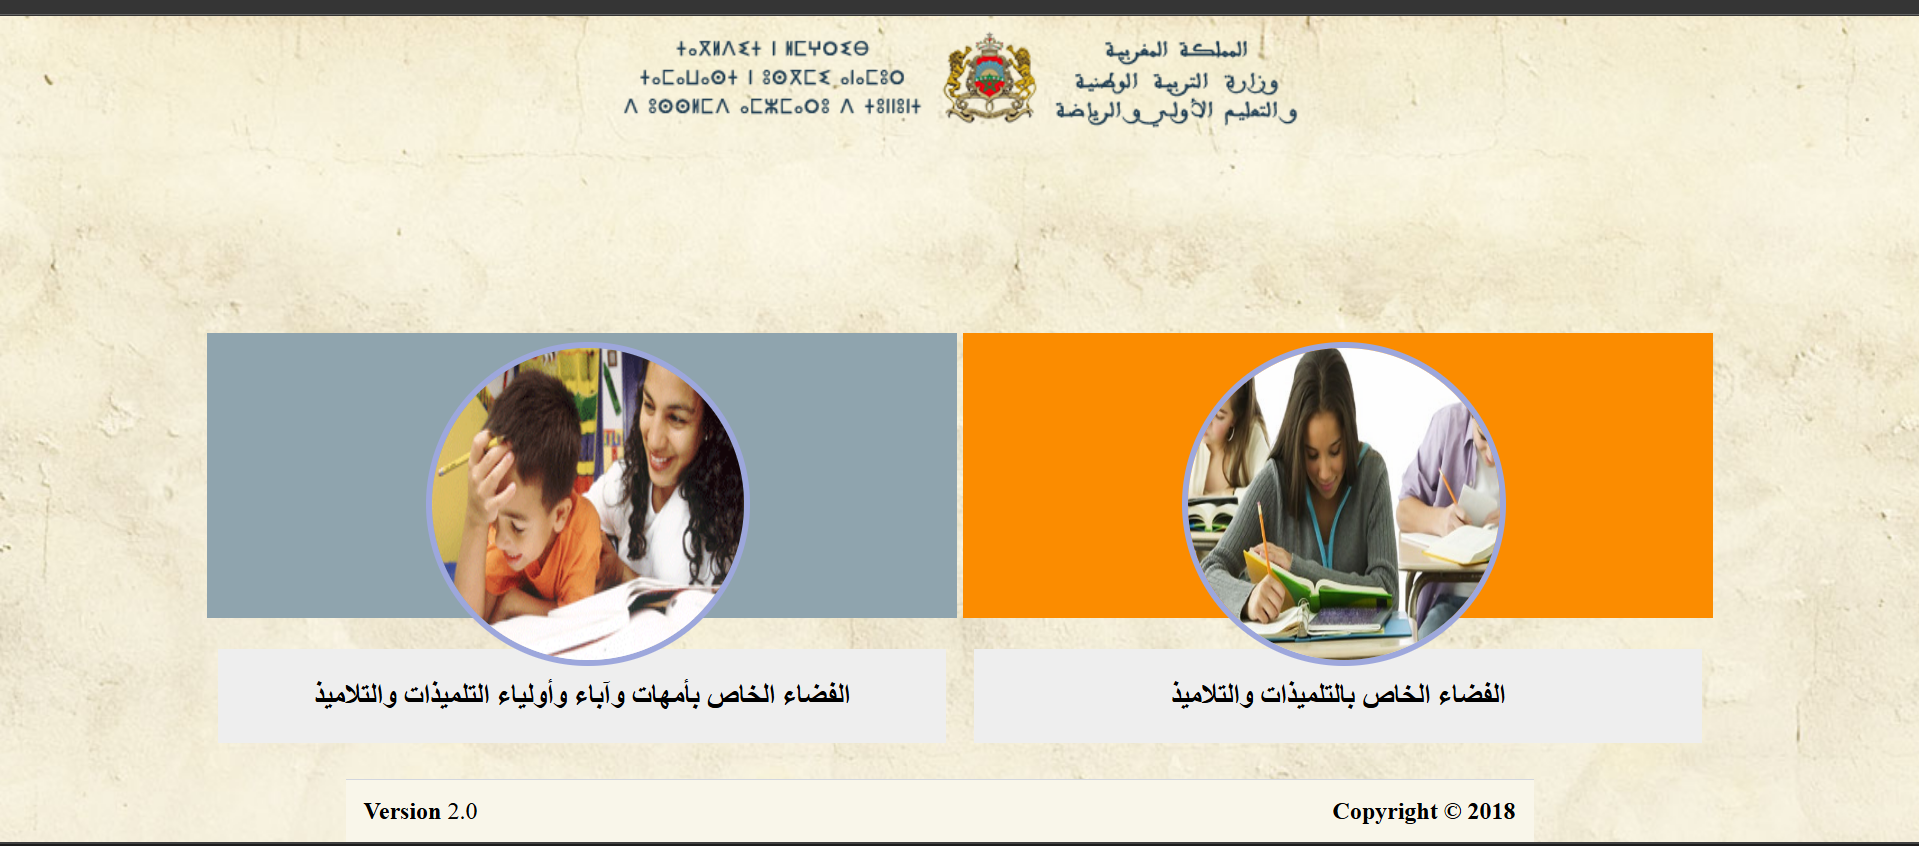 المملكة المغربية
وزارة التربية الوطنية
والتعليم الأولي والرياضة
ⵜⴰⴳⵍⴷⵉⵜ ⵏ ⵍⵎⵖⵔⵉⴱ
ⵜⴰⵎⴰⵡⴰⵙⵜ ⵏ ⵓⵙⴳⵎⵉ ⴰⵏⴰⵎⵓⵔ
ⴷ ⵓⵙⵙⵍⵎⴷ ⴰⵎⵣⵎⴰⵔⵓ ⴷ ⵜⵓⵏⵏⵓⵏⵜ
الفضاء الخاص بالتلميذات والتلاميذ
الفضاء الخاص بأمهات وآباء وأولياء التلميذات والتلاميذ
Version 2.0
Copyright © 2018